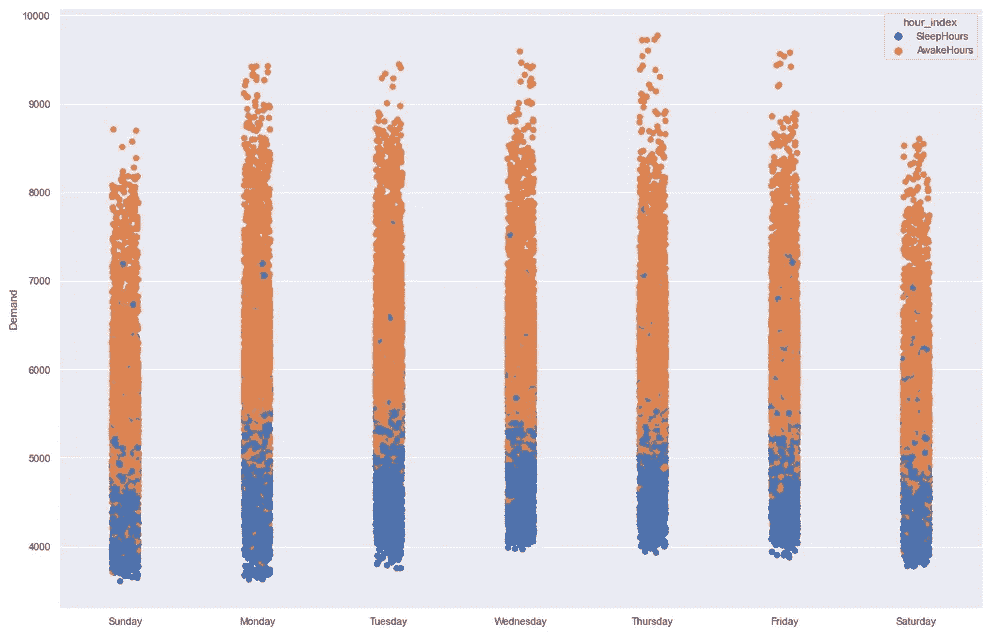 hour_index
SleepHours
AwakeHours
10000
9000
8000
7000
6000
5000
4000
Demand
Sunday
Monday
Tuesday
Wednesday
Thursday
Friday
Saturday